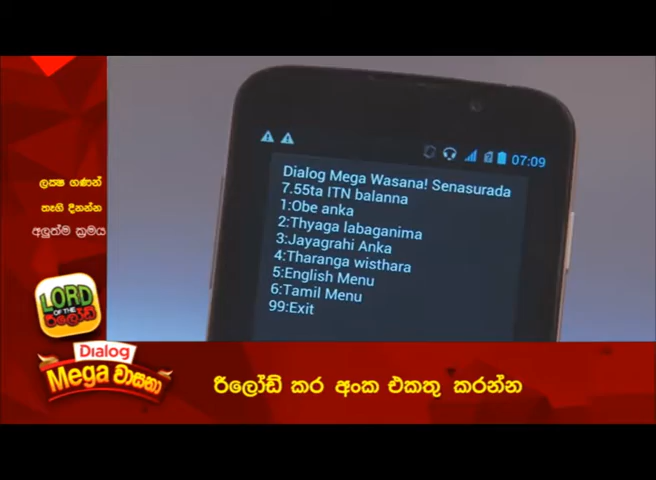 07:09
Dialog Mega Wasana! Senasurada
7.55ta ITN balanna
1:Obe anka
2:Thyaga labaganima
3:Jayagrahi Anka
4:Tharanga wisthara
5:English Menu
6:Tamil Menu
99:Exit
ලක්ෂ ගණන්
තෑගි දිනන්න
අලුත්ම ක්‍රමය
LORD
OF THE
රීලෝඩ්
Dialog
Mega වාසනා
රීලෝඩ් කර අංක එකතු කරන්න